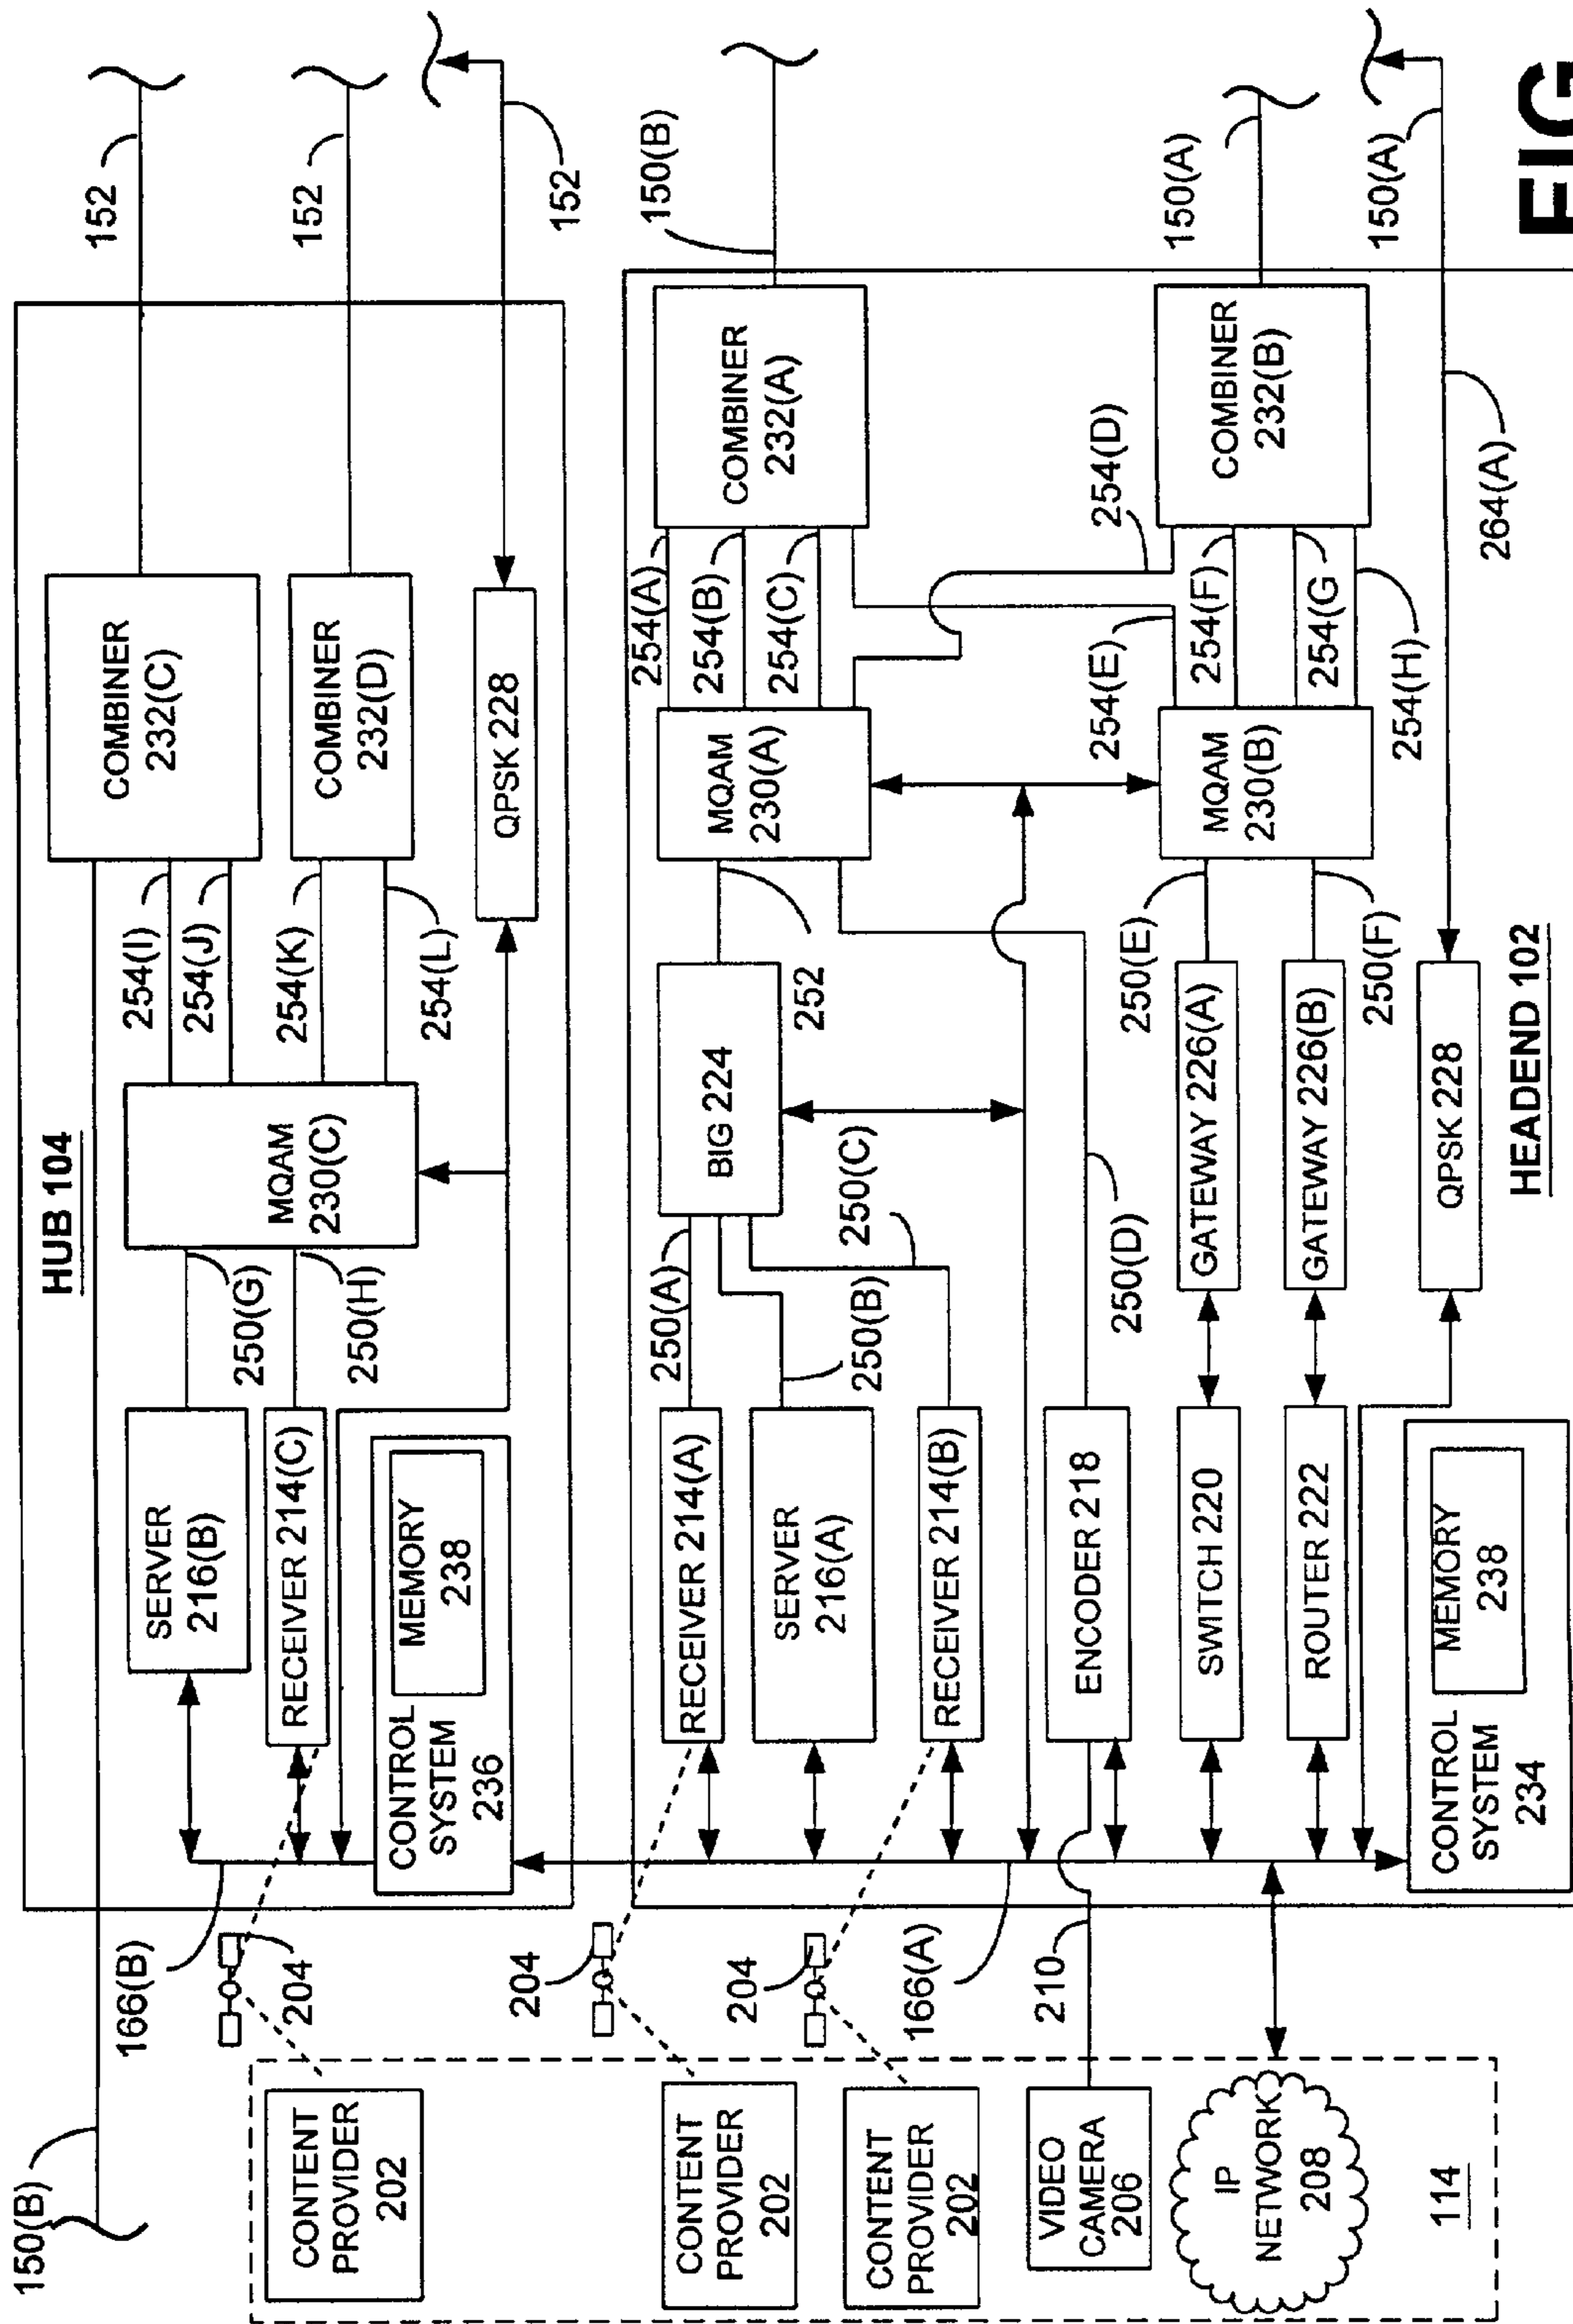 150(B)
166(B)
204
HUB 104
SERVER
216(B)
RECEIVER 214(C)
CONTROL
SYSTEM
236
MEMORY
238
250(G)
250(H)
MQAM
230(C)
254(I)
254(J)
254(K)
254(L)
COMBINER
232(C)
COMBINER
232(D)
QPSK 228
152
152
152
CONTENT
PROVIDER
202
CONTENT
PROVIDER
202
CONTENT
PROVIDER
202
VIDEO
CAMERA
206
IP
NETWORK
208
114
204
204
166(A)
210
RECEIVER 214(A)
SERVER
216(A)
RECEIVER 214(B)
ENCODER 218
SWITCH 220
ROUTER 222
CONTROL
SYSTEM
234
MEMORY
238
250(A)
250(B)
250(C)
250(D)
BIG 224
252
GATEWAY 226(A)
GATEWAY 226(B)
QPSK 228
250(E)
250(F)
HEADEND 102
MQAM
230(A)
MQAM
230(B)
254(A)
254(B)
254(C)
254(D)
254(E)
254(F)
254(G
254(H)
COMBINER
232(A)
COMBINER
232(B)
264(A)
150(B)
150(A)
150(A)
FIG